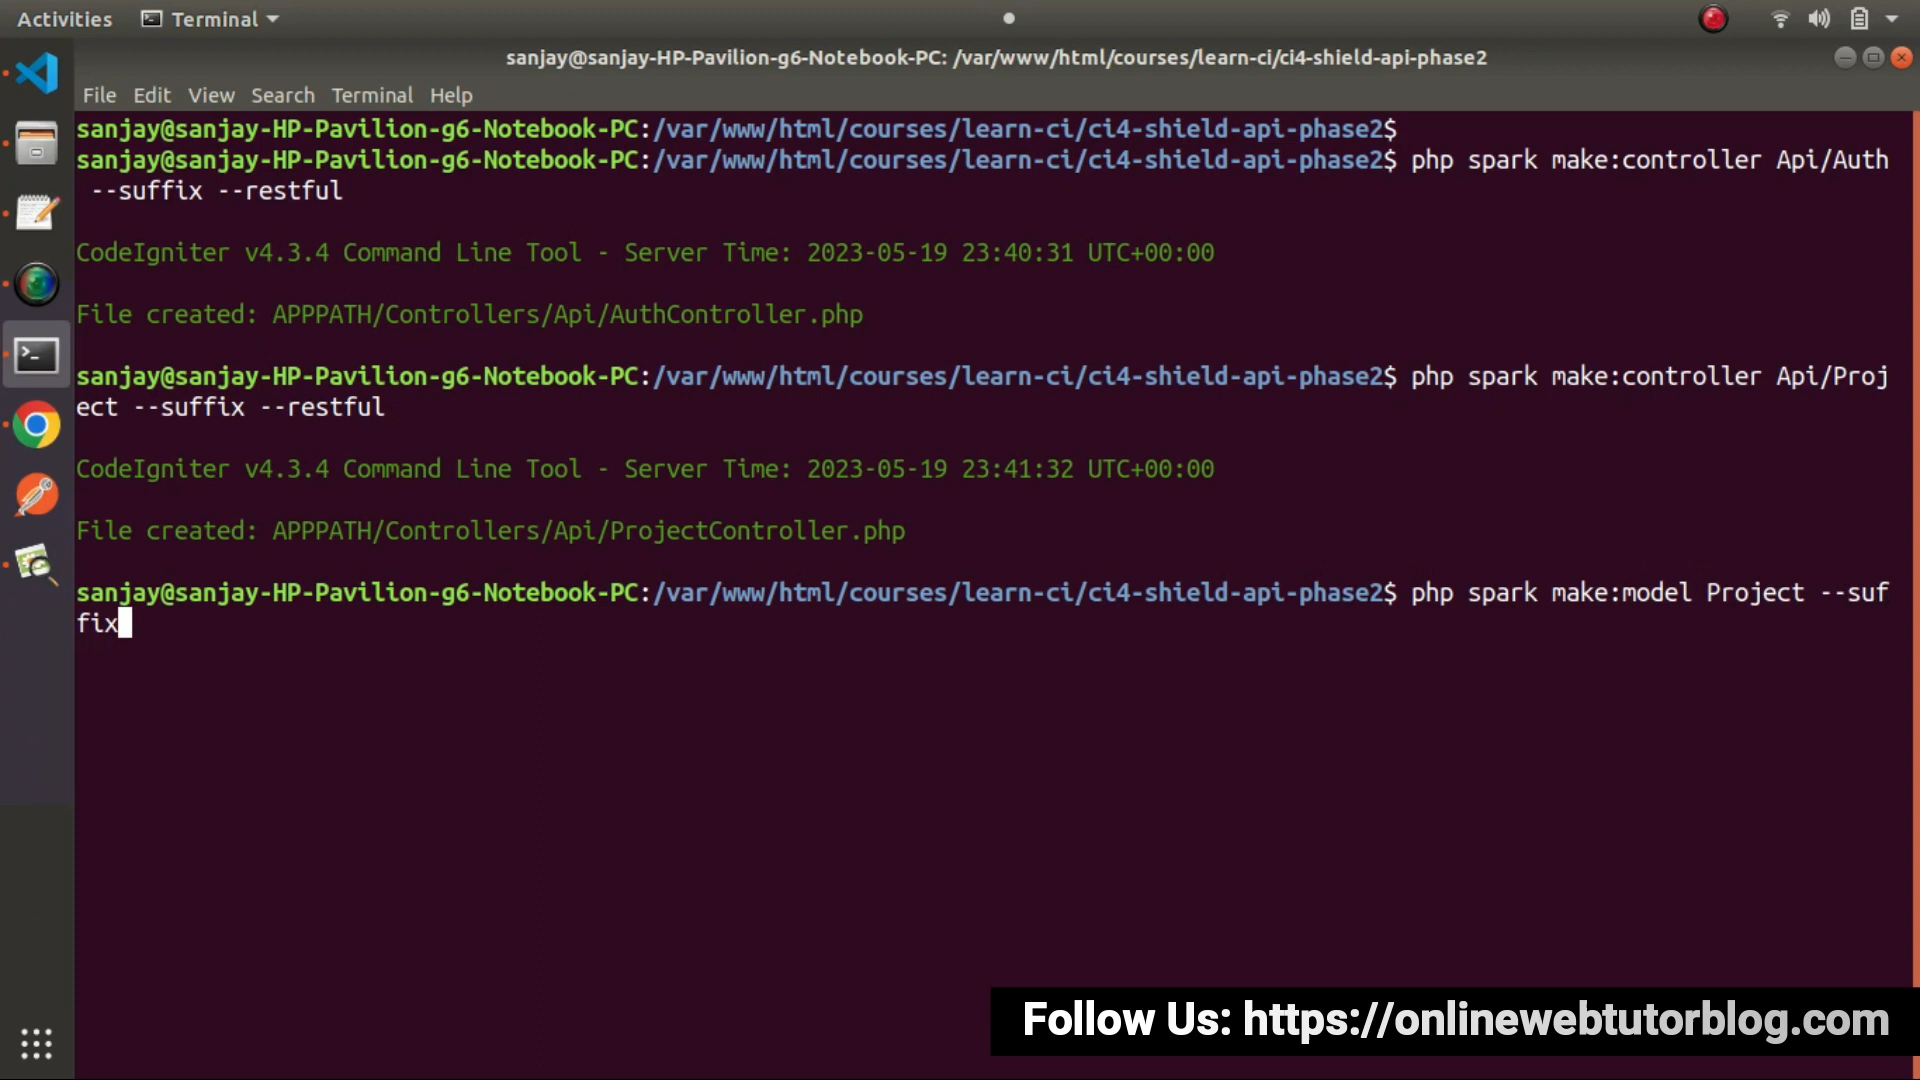 Activities Terminal
sanjay@sanjay-HP-Pavilion-g6-Notebook-PC: /var/www/html/courses/learn-ci/ci4-shield-api-phase2
File Edit View Search Terminal Help
sanjay@sanjay-HP-Pavilion-g6-Notebook-PC:/var/www/html/courses/learn-ci/ci4-shield-api-phase2$
sanjay@sanjay-HP-Pavilion-g6-Notebook-PC:/var/www/html/courses/learn-ci/ci4-shield-api-phase2$ php spark make:controller Api/Auth
--suffix --restful
CodeIgniter v4.3.4 Command Line Tool - Server Time: 2023-05-19 23:40:31 UTC+00:00
File created: APPPATH/Controllers/Api/AuthController.php
sanjay@sanjay-HP-Pavilion-g6-Notebook-PC:/var/www/html/courses/learn-ci/ci4-shield-api-phase2$ php spark make:controller Api/Proj
ect --suffix --restful
CodeIgniter v4.3.4 Command Line Tool - Server Time: 2023-05-19 23:41:32 UTC+00:00
File created: APPPATH/Controllers/Api/ProjectController.php
sanjay@sanjay-HP-Pavilion-g6-Notebook-PC:/var/www/html/courses/learn-ci/ci4-shield-api-phase2$ php spark make:model Project --suf
fix
Follow Us: https://onlinewebtutorblog.com